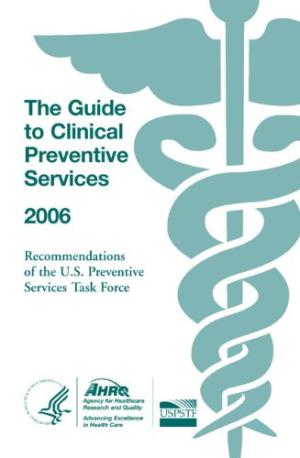 The Guide
to Clinical
Preventive
Services
2006
Recommendations
of the U.S. Preventive
Services Task Force
AHRQ
Agency for Healthcare
Research and Quality
Advancing Excellence
in Health Care
USPSTF